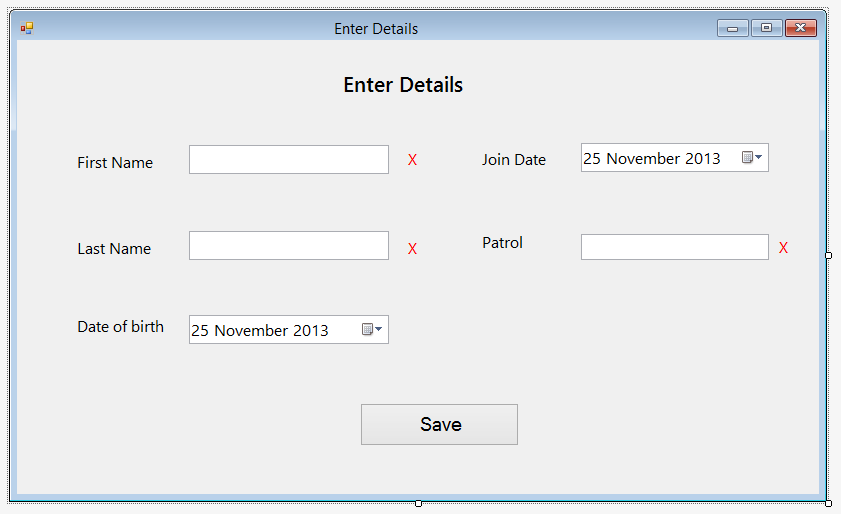 Enter Details
Enter Details
First Name X Join Date 25 November 2013
Last Name X Patrol X
Date of birth 25 November 2013
Save